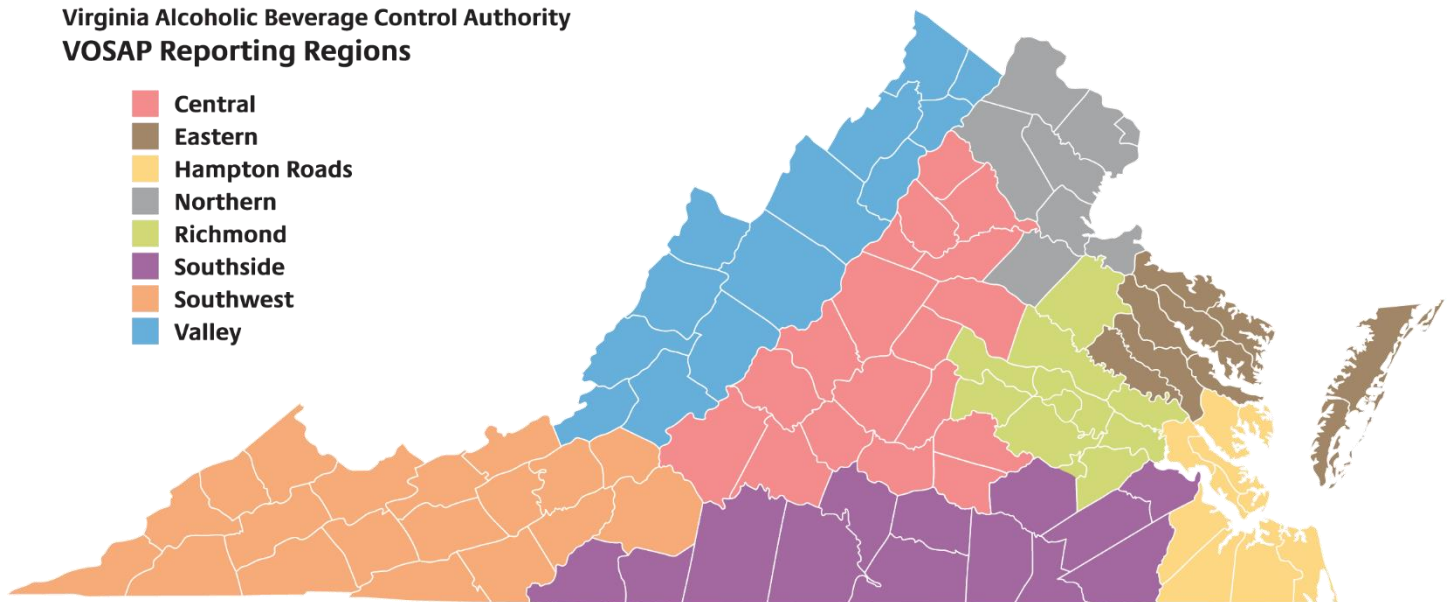 Virginia Alcoholic Beverage Control Authority
VOSAP Reporting Regions
Central
Eastern
Hampton Roads
Northern
Richmond
Southside
Southwest
Valley